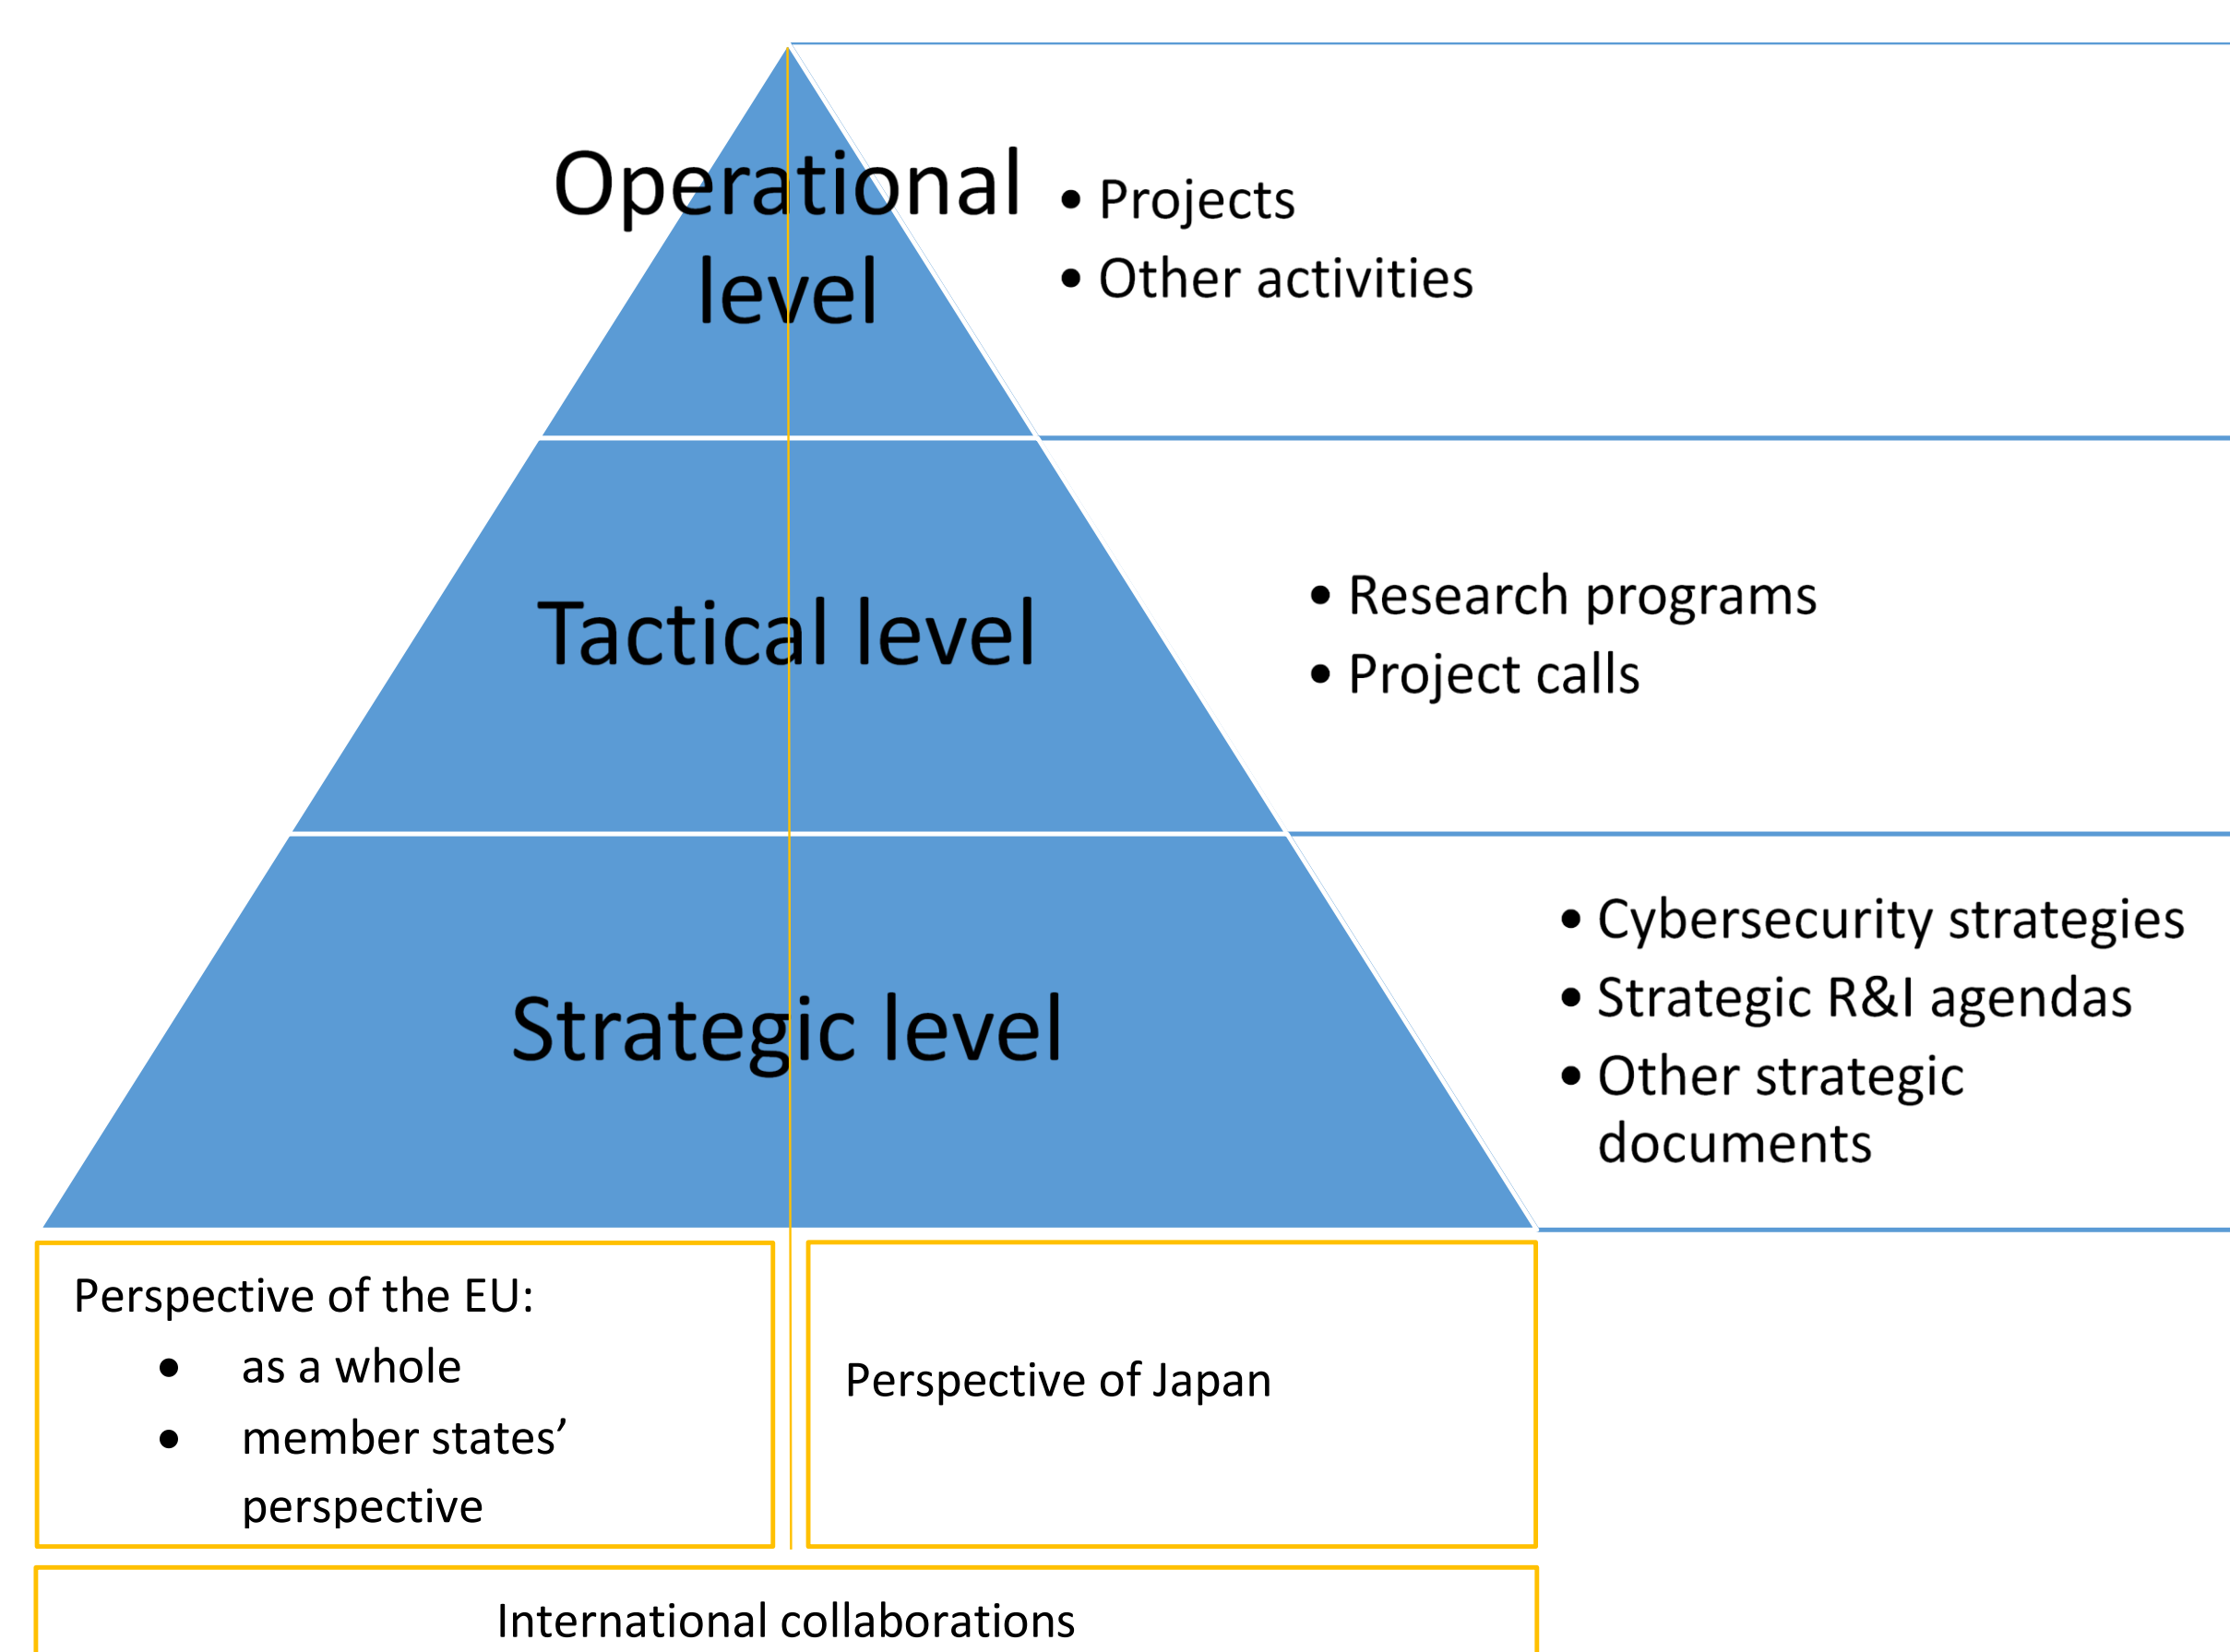 Operational
level
• Projects
• Other activities
Tactical level
• Research programs
• Project calls
Strategic level
• Cybersecurity strategies
• Strategic R&I agendas
• Other strategic
documents
Perspective of the EU:
• as a whole
• member states’
perspective
Perspective of Japan
International collaborations